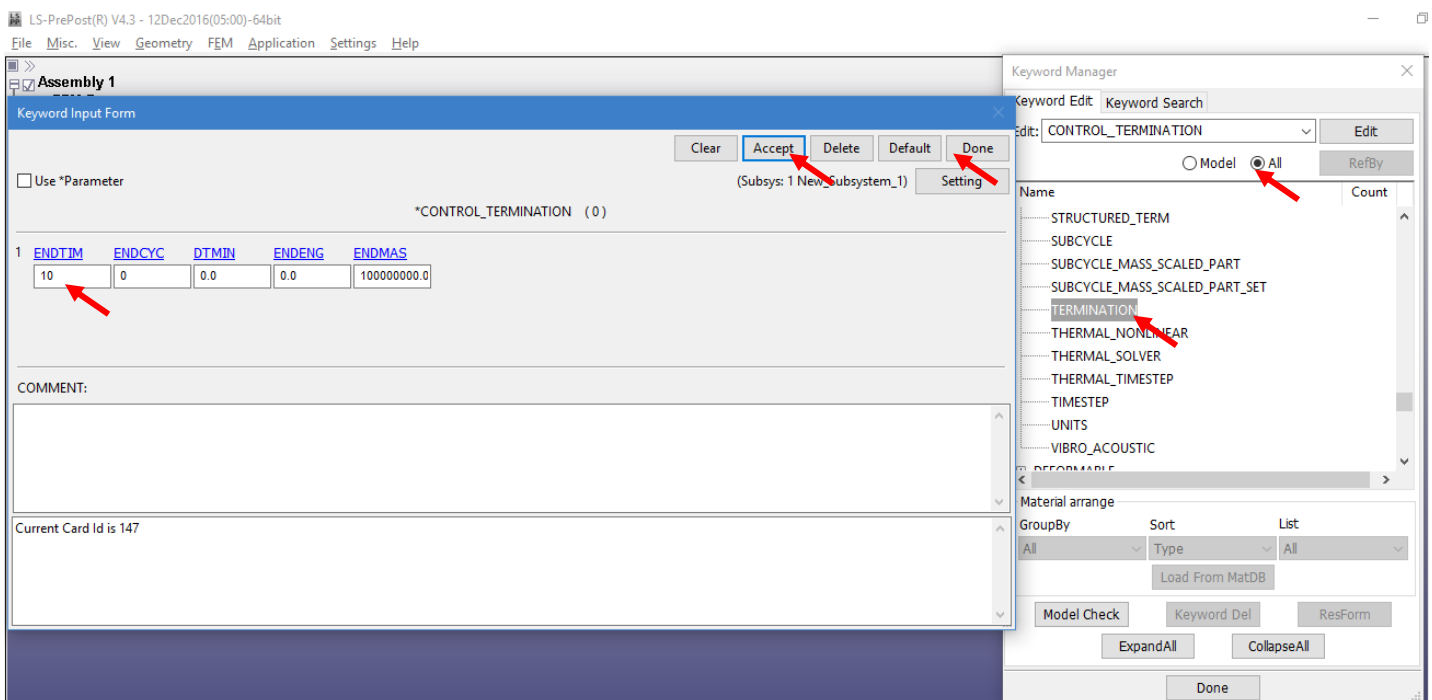 LS-PrePost(R) V4.3 - 12Dec2016(05:00)-64bit
File Misc. View Geometry FEM Application Settings Help
Assembly 1
Keyword Input Form
Clear Accept Delete Default Done
Use *Parameter
(Subsys: 1 New_Subsystem_1) Setting
*CONTROL_TERMINATION (0)
1 ENDTIM ENDCYC DTMIN ENDENG ENDMAS
10 0 0.0 0.0 100000000.0
COMMENT:
Current Card Id is 147
Keyword Manager
Keyword Edit Keyword Search
Edit: CONTROL_TERMINATION Edit
Model All RefBy
Name Count
STRUCTURED_TERM
SUBCYCLE
SUBCYCLE_MASS_SCALED_PART
SUBCYCLE_MASS_SCALED_PART_SET
TERMINATION
THERMAL_NONLINEAR
THERMAL_SOLVER
THERMAL_TIMESTEP
TIMESTEP
UNITS
VIBRO_ACOUSTIC
Material arrange
GroupBy Sort List
All Type All
Load From MatDB
Model Check Keyword Del ResForm
ExpandAll CollapseAll
Done